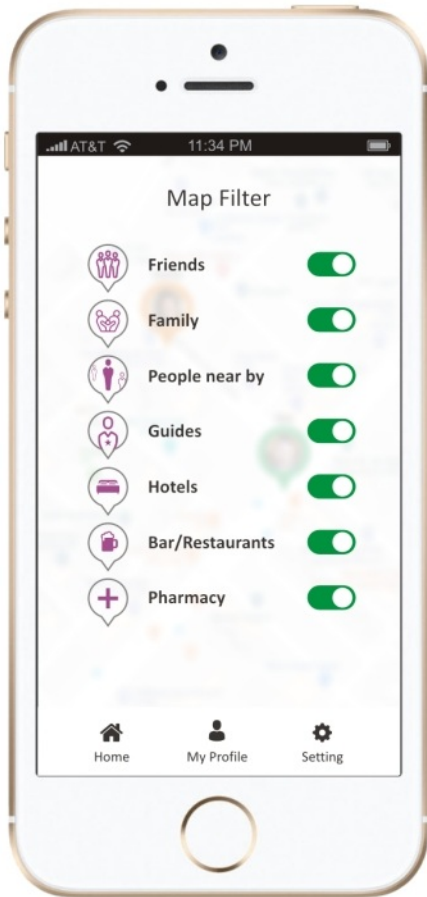 AT&T 11:34 PM
Map Filter
Friends
Family
People near by
Guides
Hotels
Bar/Restaurants
Pharmacy
Home My Profile Setting